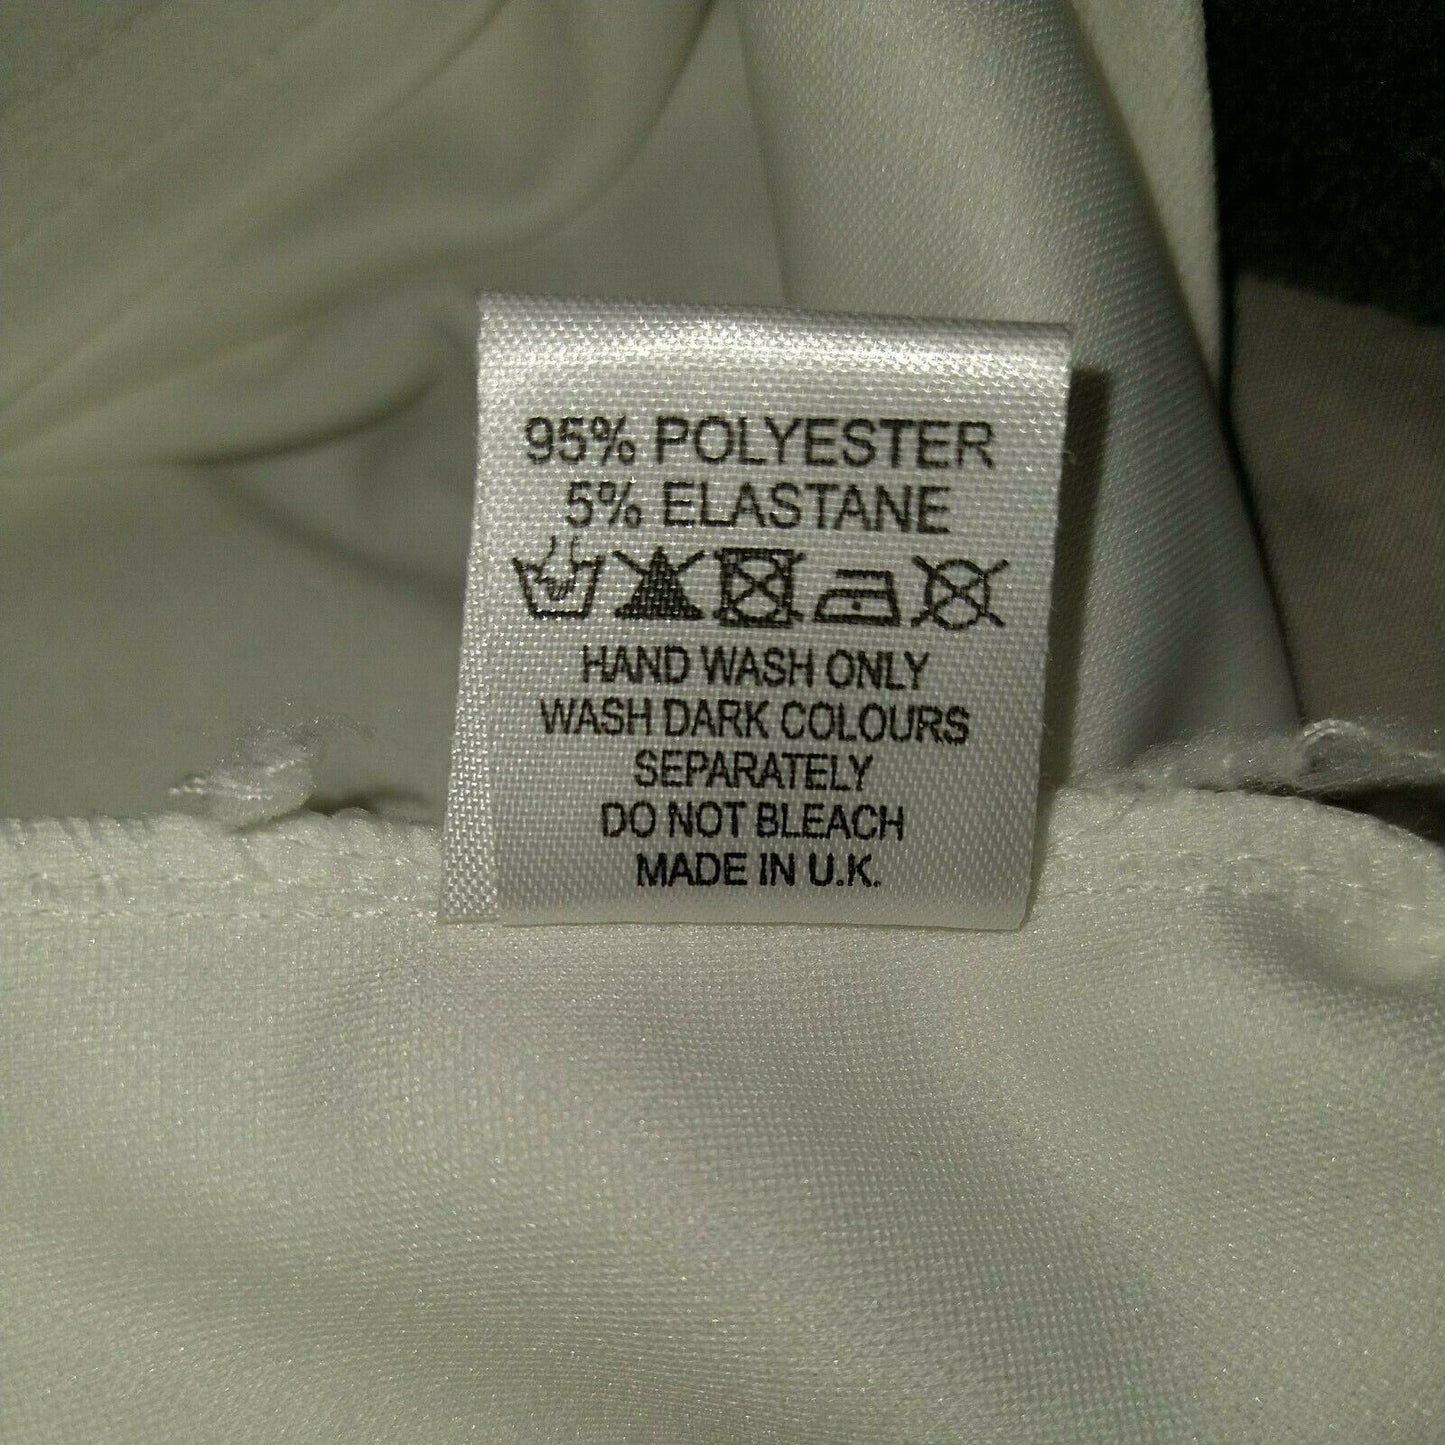 95% POLYESTER
5% ELASTANE
HAND WASH ONLY
WASH DARK COLOURS
SEPARATELY
DO NOT BLEACH
MADE IN U.K.